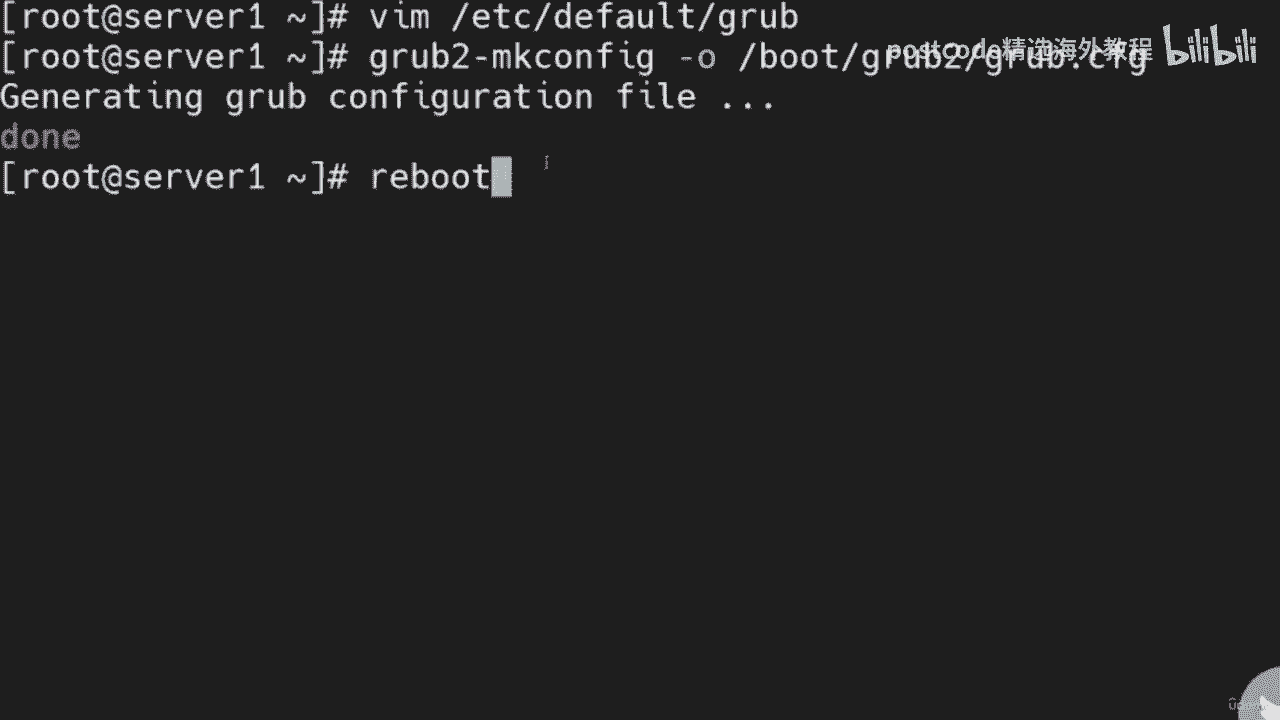 [root@server1 ~]# vim /etc/default/grub
[root@server1 ~]# grub2-mkconfig -o /boot/grub2/grub.cfg
postcode精选海外教程 bilibili
Generating grub configuration file ...
done
[root@server1 ~]# reboot